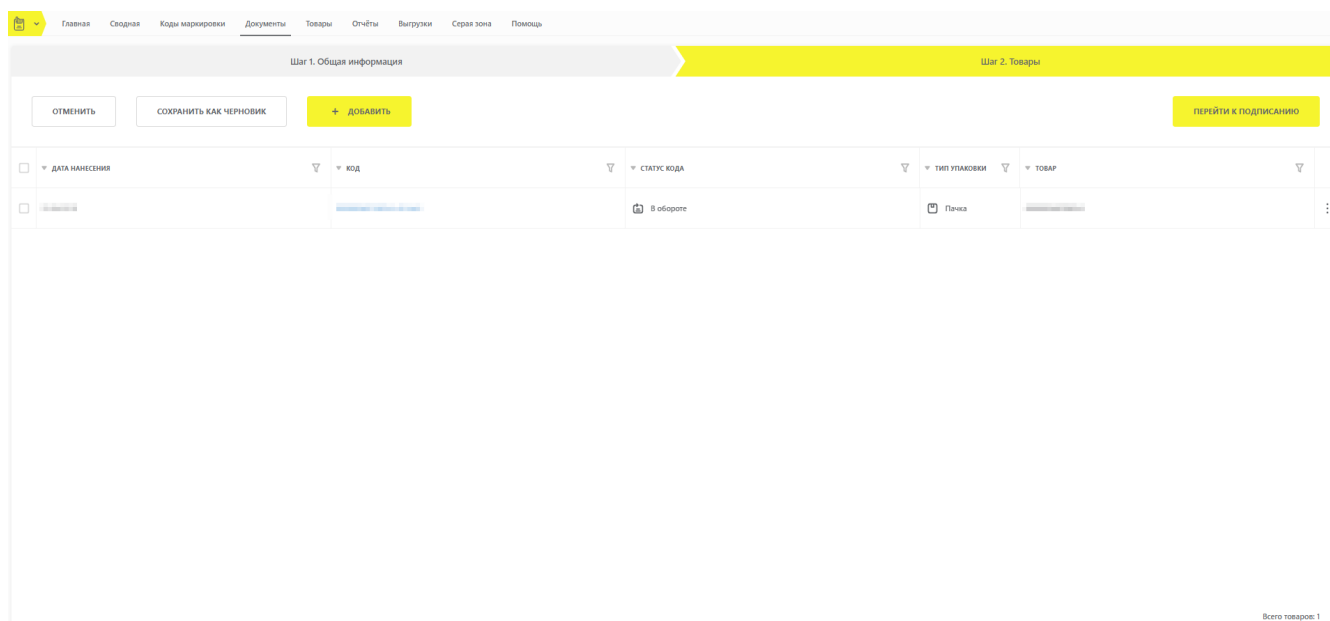 Главная Сводная Коды маркировки Документы Товары Отчёты Выгрузки Серая зона Помощь
Шаг 1. Общая информация Шаг 2. Товары
ОТМЕНИТЬ СОХРАНИТЬ КАК ЧЕРНОВИК + ДОБАВИТЬ ПЕРЕЙТИ К ПОДПИСАНИЮ
ДАТА НАНЕСЕНИЯ КОД СТАТУС КОДА ТИП УПАКОВКИ ТОВАР
В обороте Пачка
Всего товаров: 1